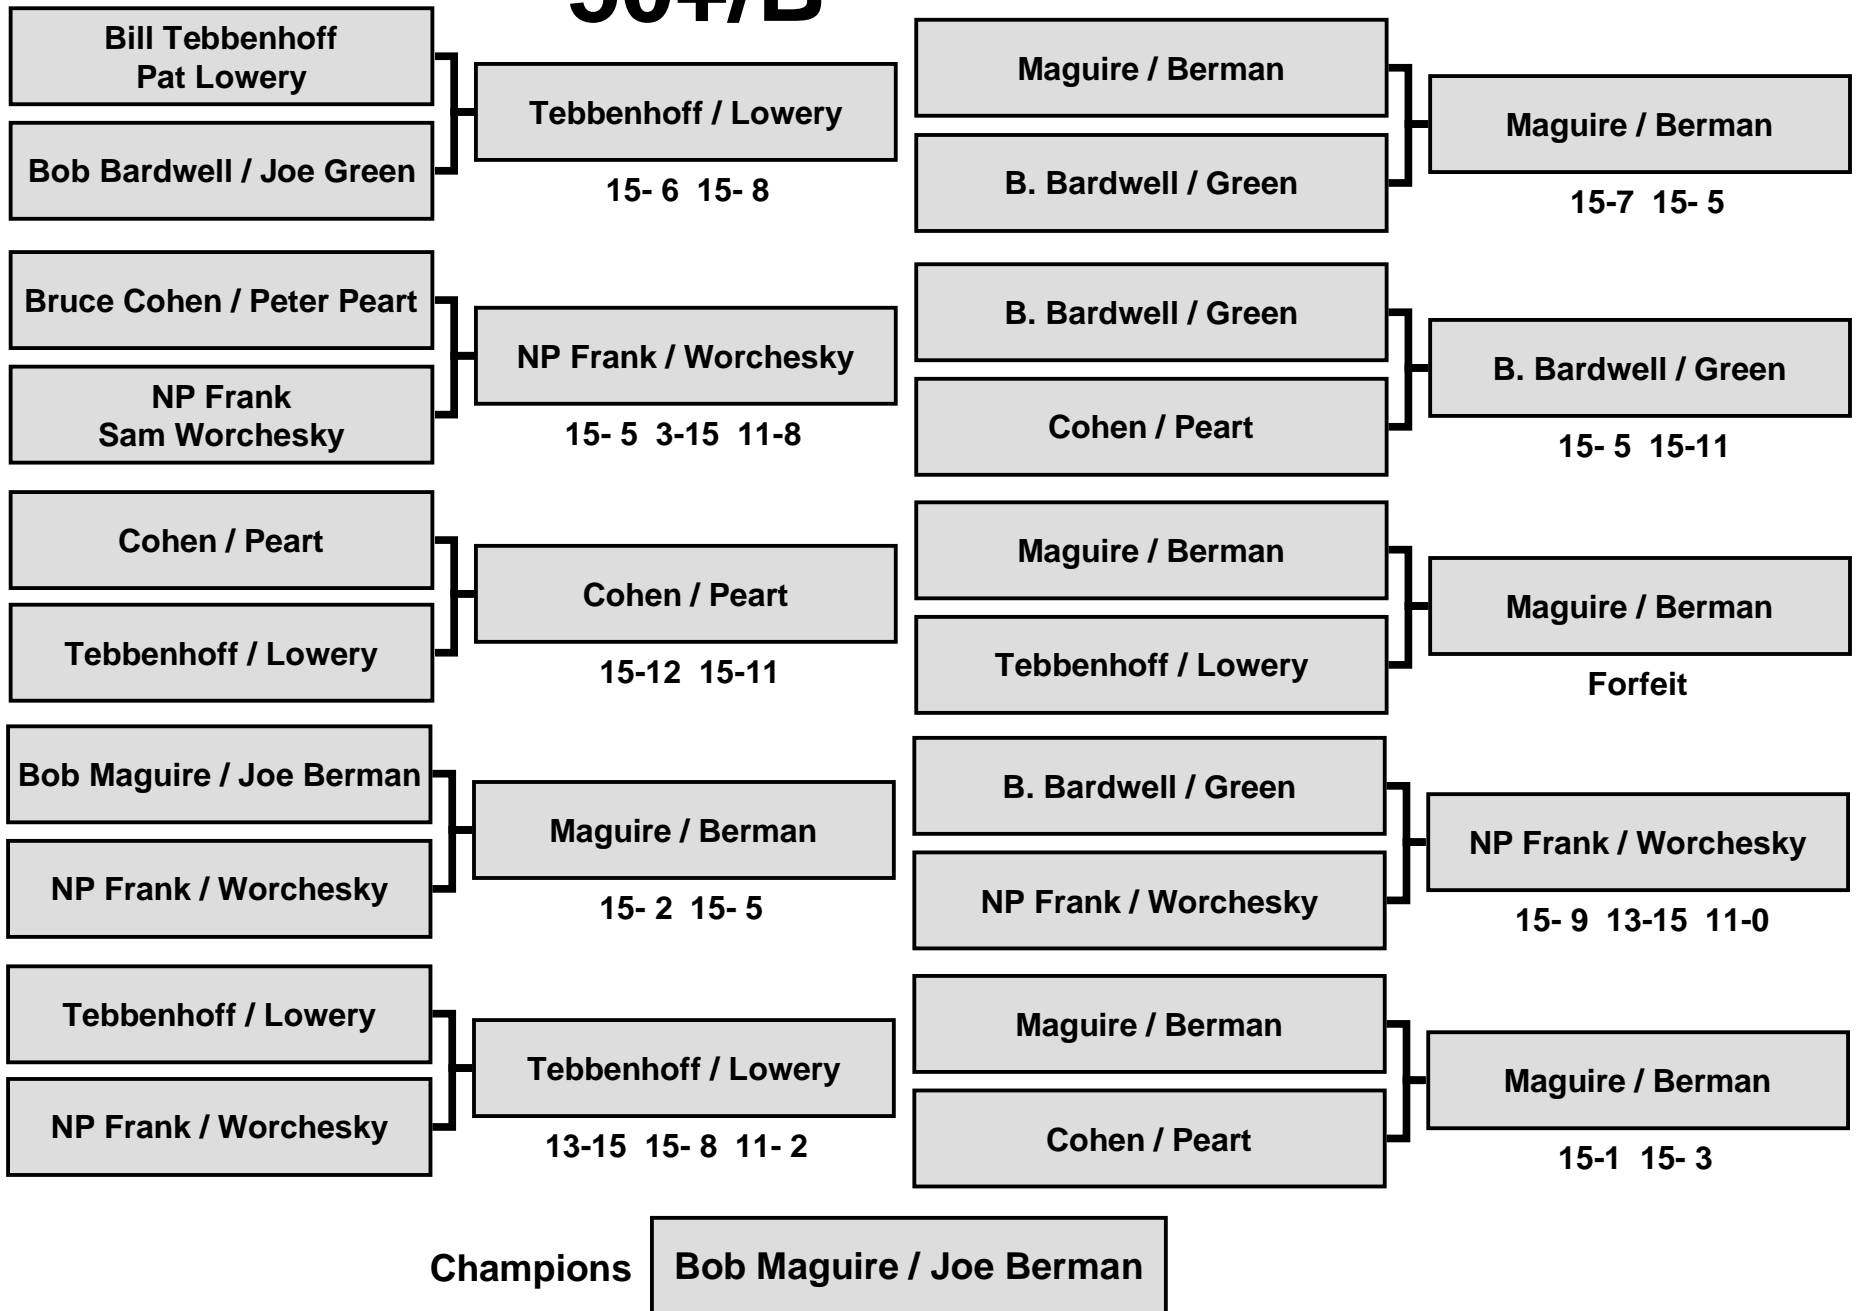 50+/B
Bill Tebbenhoff
Pat Lowery
Bob Bardwell / Joe Green
Tebbenhoff / Lowery
15- 6 15- 8
Bruce Cohen / Peter Peart
NP Frank
Sam Worchesky
NP Frank / Worchesky
15- 5 3-15 11-8
Cohen / Peart
Tebbenhoff / Lowery
Cohen / Peart
15-12 15-11
Bob Maguire / Joe Berman
NP Frank / Worchesky
Maguire / Berman
15- 2 15- 5
Tebbenhoff / Lowery
NP Frank / Worchesky
Tebbenhoff / Lowery
13-15 15- 8 11- 2
Maguire / Berman
B. Bardwell / Green
Maguire / Berman
15-7 15- 5
B. Bardwell / Green
Cohen / Peart
B. Bardwell / Green
15- 5 15-11
Maguire / Berman
Tebbenhoff / Lowery
Maguire / Berman
Forfeit
B. Bardwell / Green
NP Frank / Worchesky
NP Frank / Worchesky
15- 9 13-15 11-0
Maguire / Berman
Cohen / Peart
Maguire / Berman
15-1 15- 3
Champions
Bob Maguire / Joe Berman